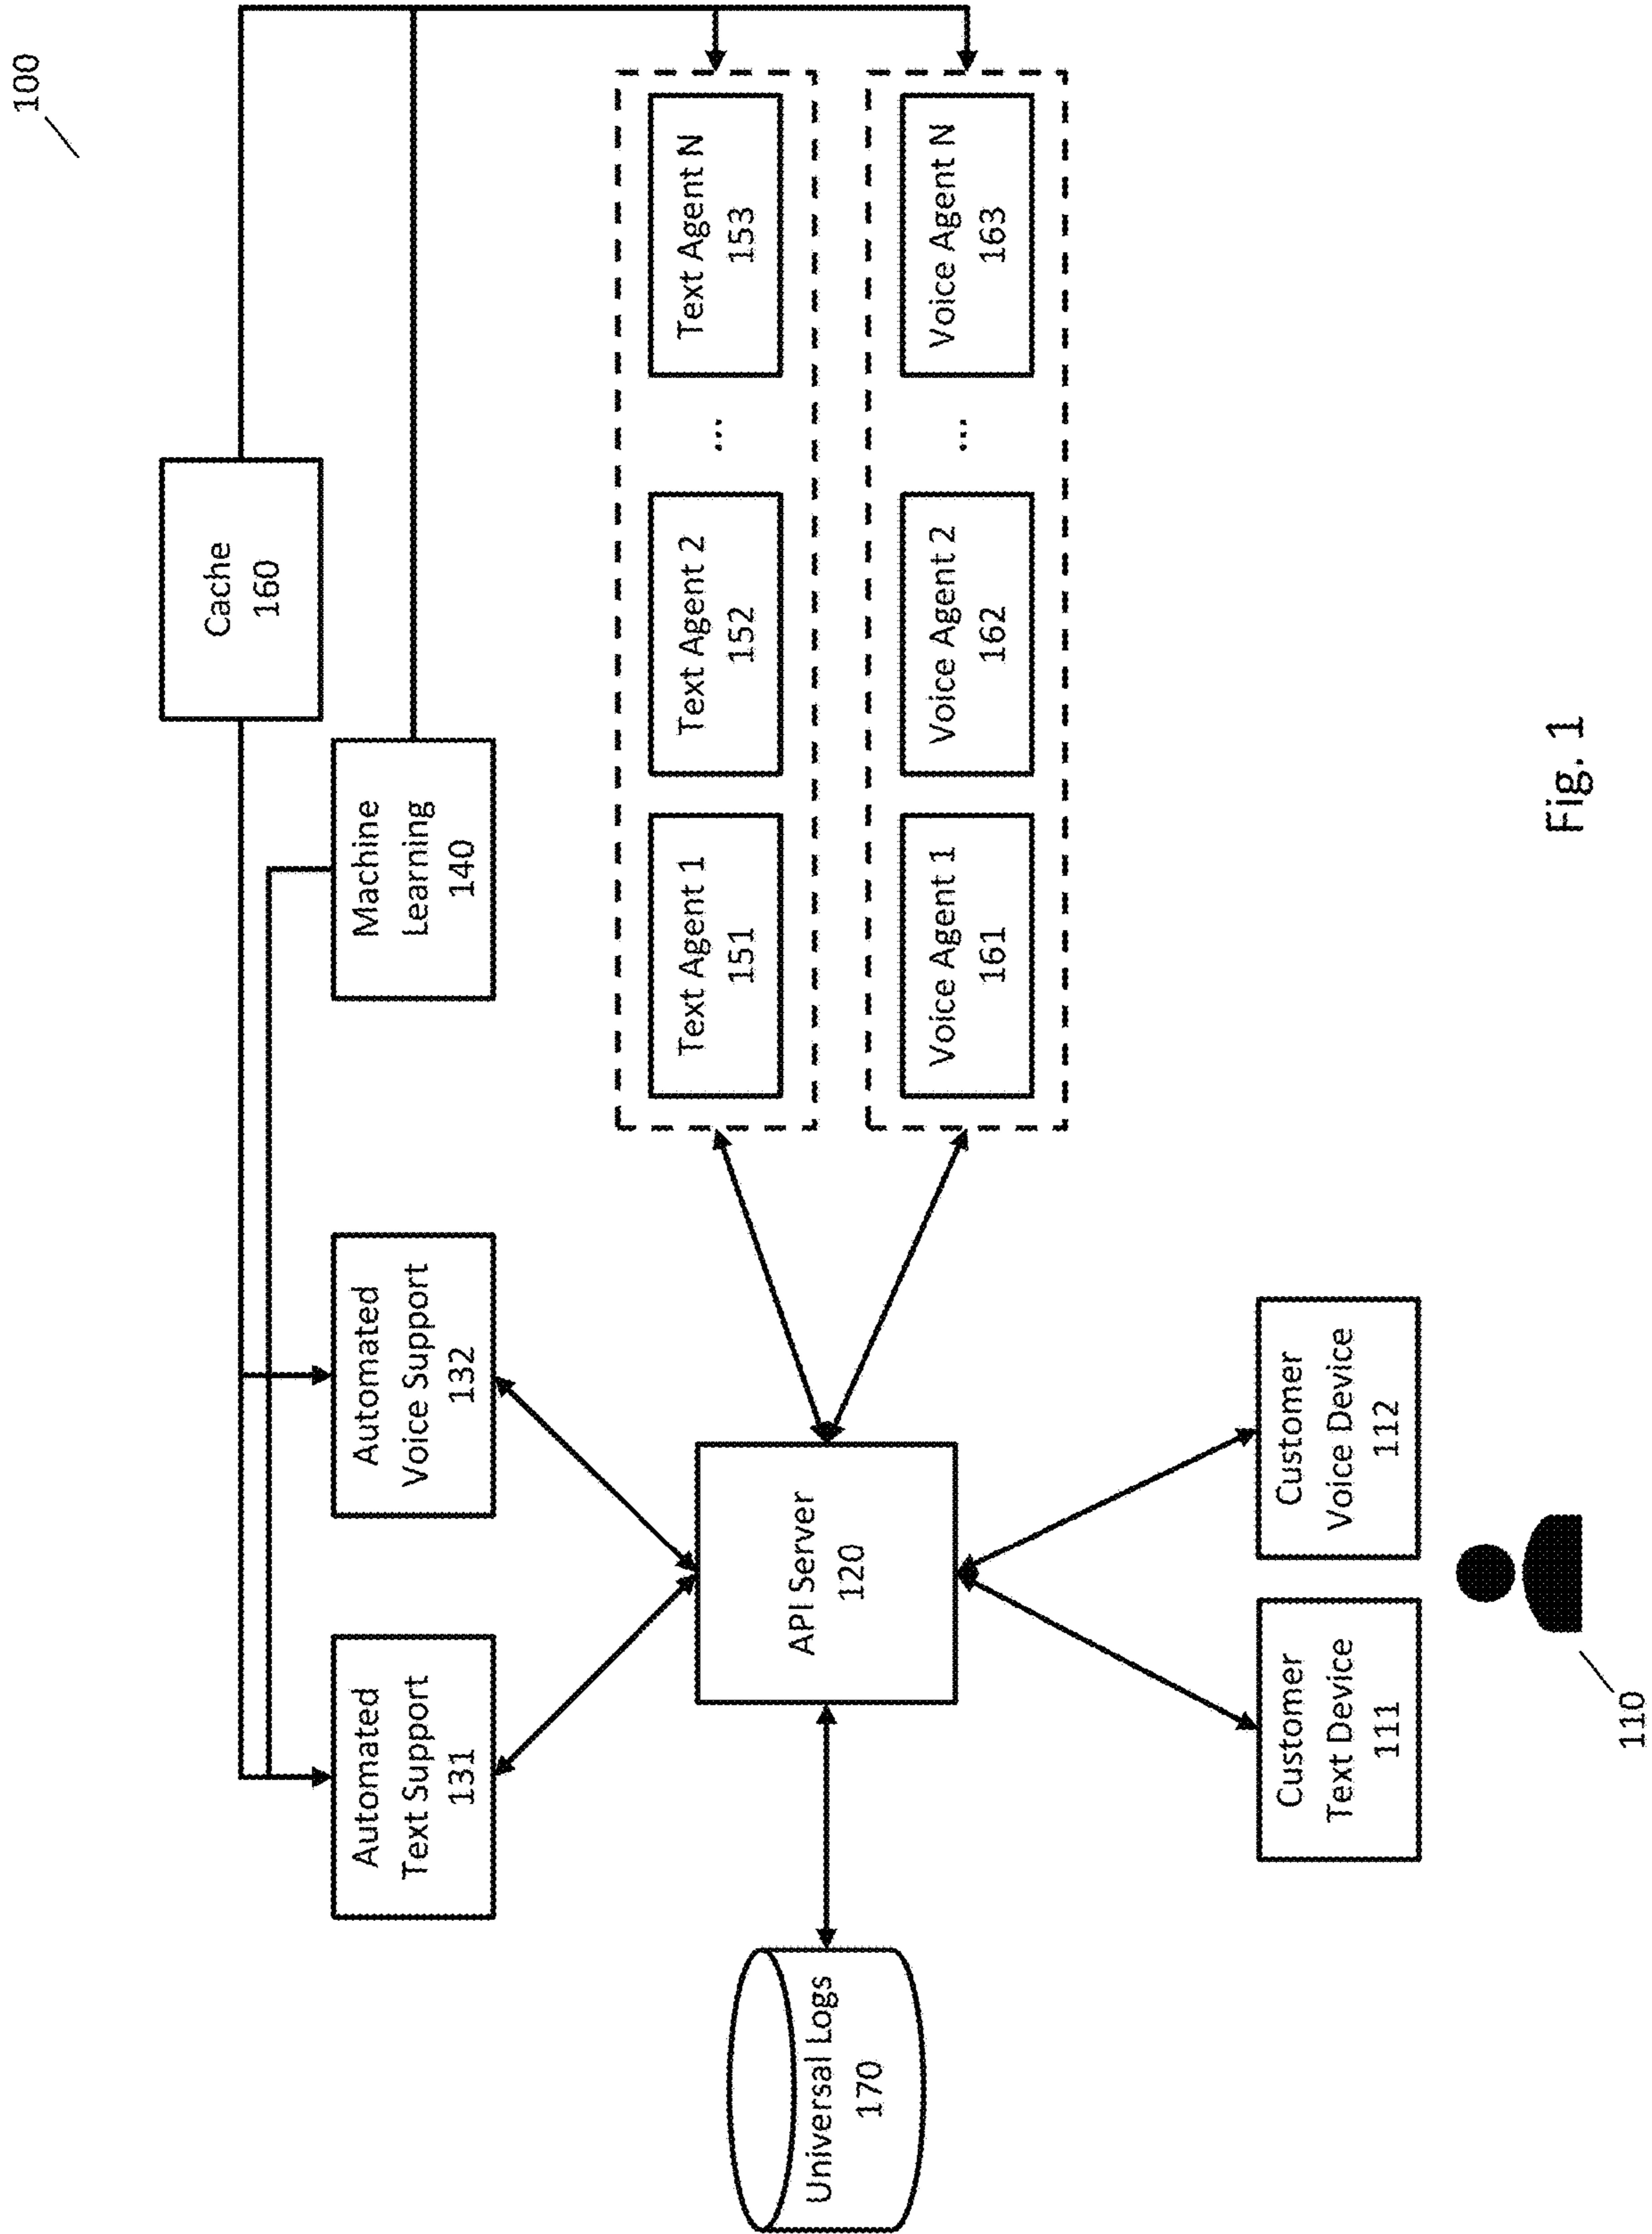 100
Cache
160
Machine
Learning
140
Automated
Text Support
131
Automated
Voice Support
132
Text Agent 1
151
Text Agent 2
152
...
Text Agent N
153
Universal Logs
170
API Server
120
Voice Agent 1
161
Voice Agent 2
162
...
Voice Agent N
163
Customer
Text Device
111
Customer
Voice Device
112
110
Fig. 1